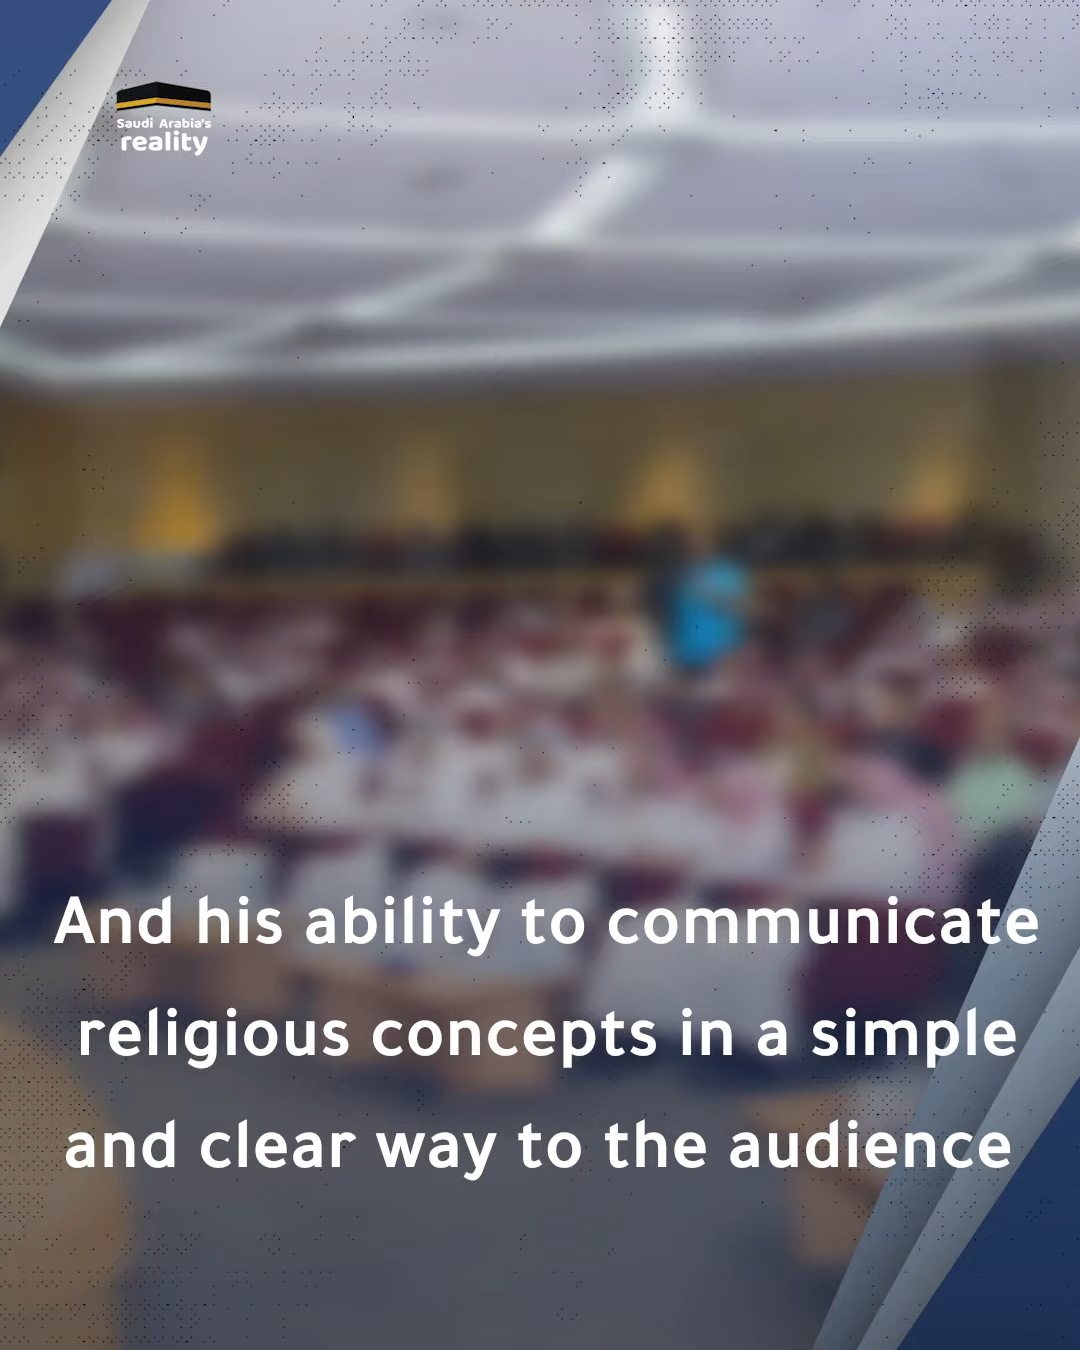 Saudi Arabia's
reality
And his ability to communicate
religious concepts in a simple
and clear way to the audience